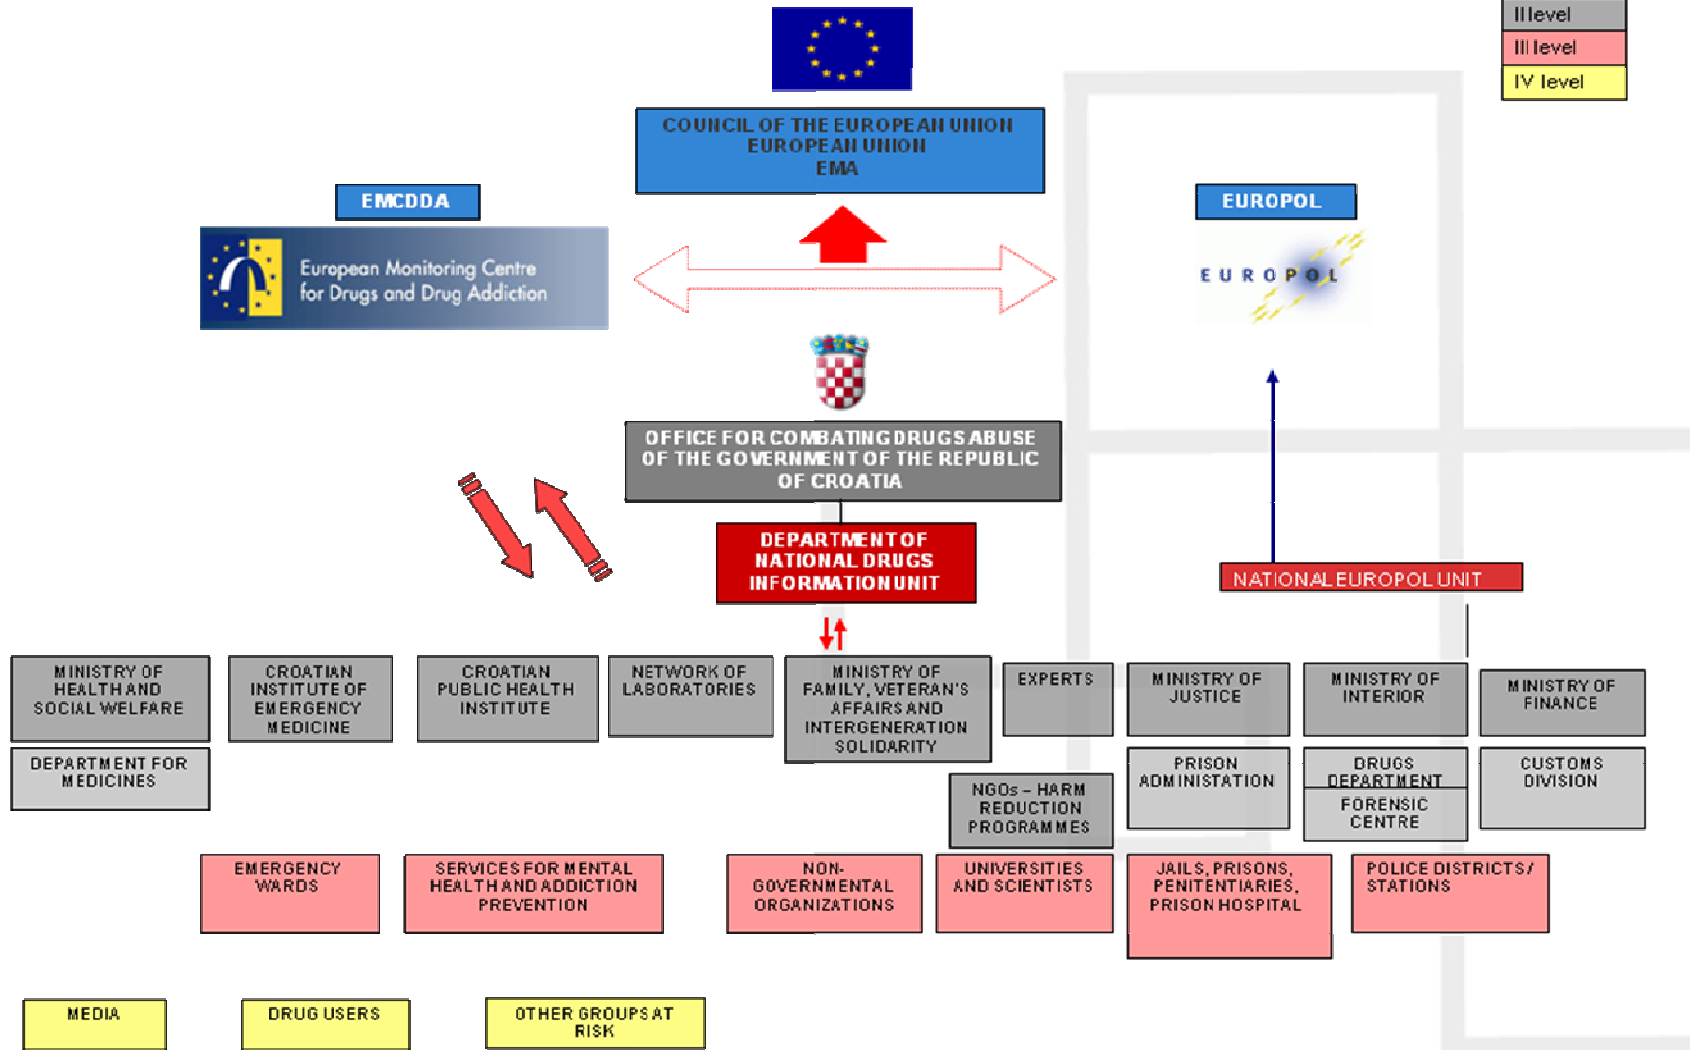 II level
III level
IV level
COUNCIL OF THE EUROPEAN UNION
EUROPEAN UNION
EMA
EMCDDA
EUROPOL
European Monitoring Centre
for Drugs and Drug Addiction
EUROPOL
OFFICE FOR COMBATING DRUGS ABUSE
OF THE GOVERNMENT OF THE REPUBLIC
OF CROATIA
DEPARTMENT OF
NATIONAL DRUGS
INFORMATION UNIT
NATIONAL EUROPOL UNIT
MINISTRY OF
HEALTH AND
SOCIAL WELFARE
CROATIAN
INSTITUTE OF
EMERGENCY
MEDICINE
CROATIAN
PUBLIC HEALTH
INSTITUTE
NETWORK OF
LABORATORIES
MINISTRY OF
FAMILY, VETERAN'S
AFFAIRS AND
INTERGENERATION
SOLIDARITY
EXPERTS
MINISTRY OF
JUSTICE
MINISTRY OF
INTERIOR
MINISTRY OF
FINANCE
DEPARTMENT FOR
MEDICINES
NGOs – HARM
REDUCTION
PROGRAMMES
PRISON
ADMINISTATION
DRUGS
DEPARTMENT
FORENSIC
CENTRE
CUSTOMS
DIVISION
EMERGENCY
WARDS
SERVICES FOR MENTAL
HEALTH AND ADDICTION
PREVENTION
NON-
GOVERNMENTAL
ORGANIZATIONS
UNIVERSITIES
AND SCIENTISTS
JAILS, PRISONS,
PENITENTIARIES,
PRISON HOSPITAL
POLICE DISTRICTS /
STATIONS
MEDIA
DRUG USERS
OTHER GROUPS AT
RISK